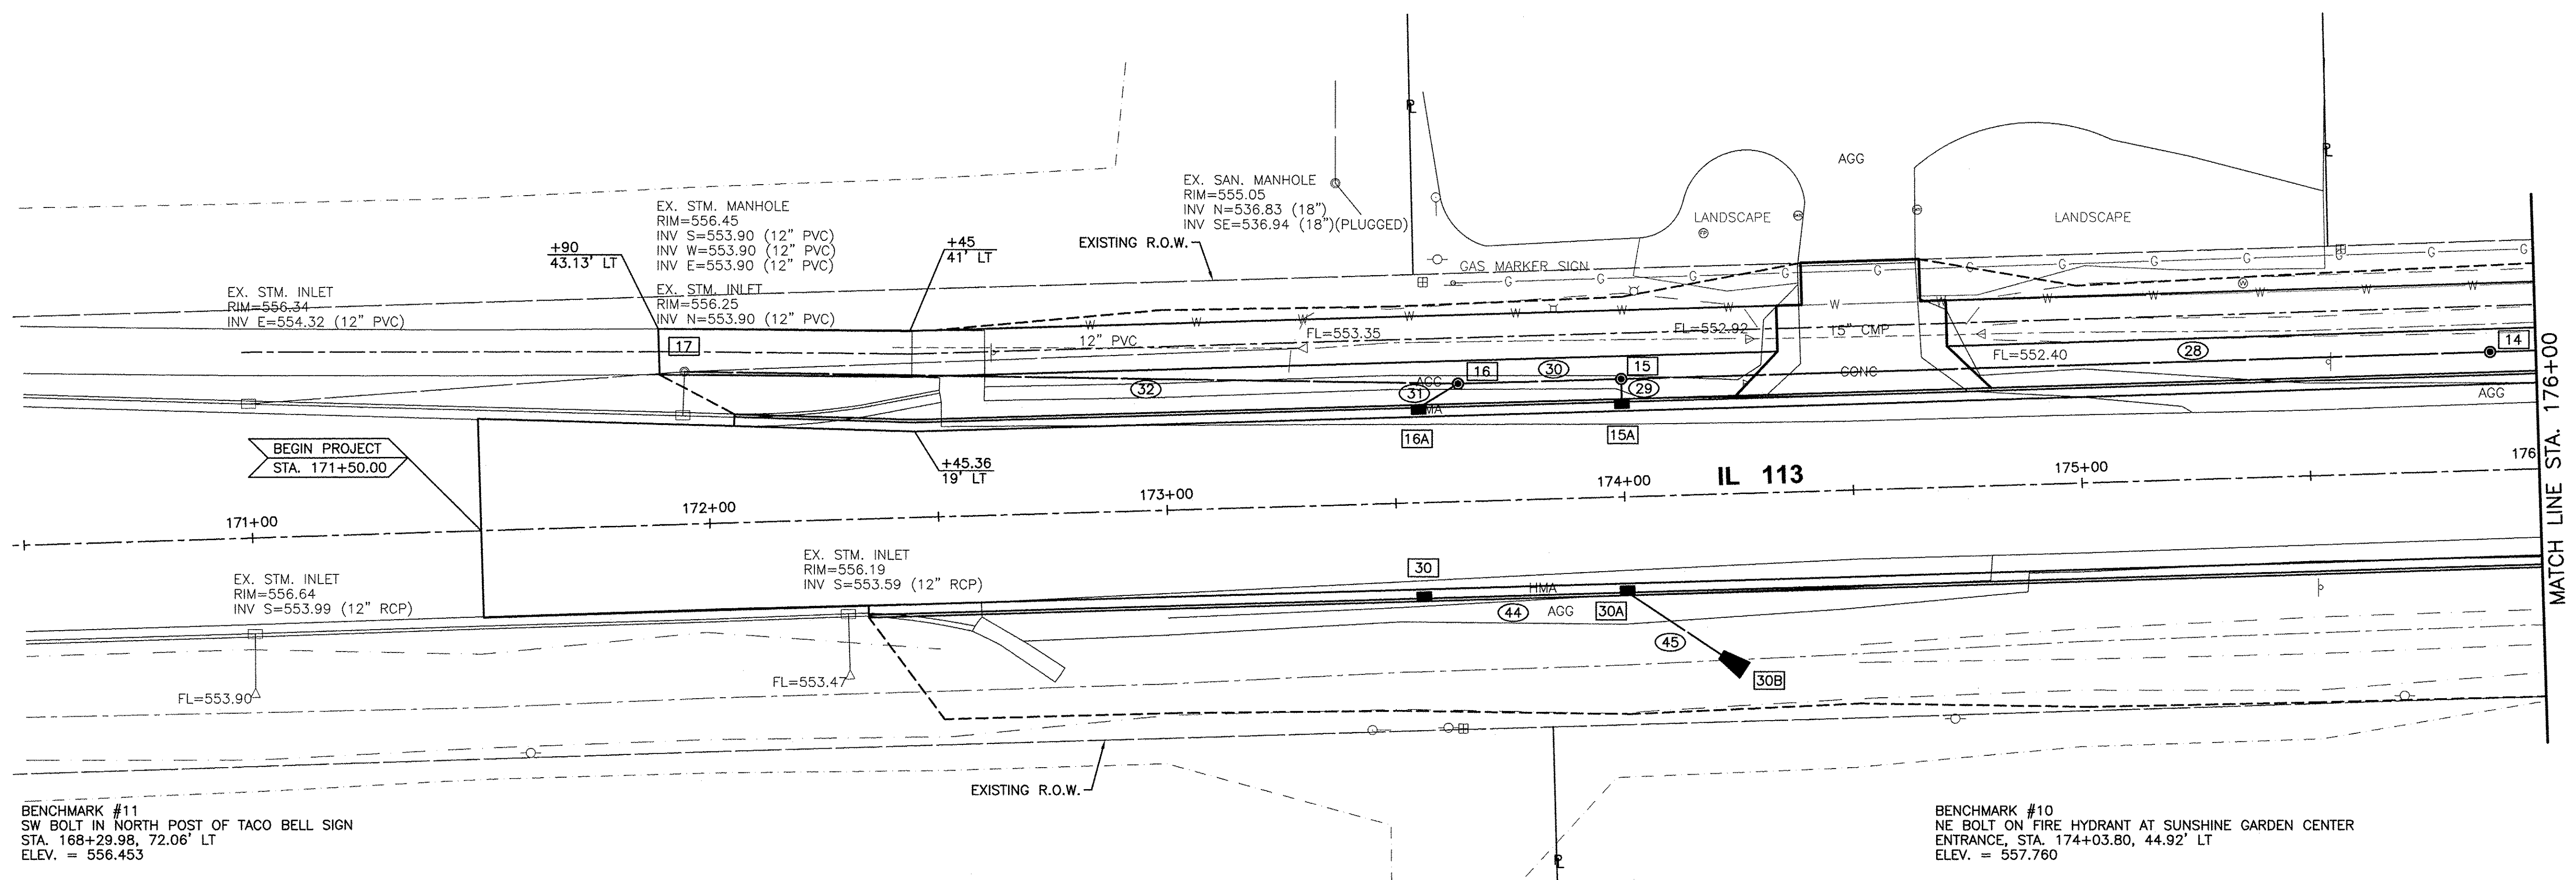 EX. SAN. MANHOLE
RIM=555.05
INV N=536.83 (18")
INV SE=536.94 (18")(PLUGGED)
EX. STM. MANHOLE
RIM=556.45
INV S=553.90 (12" PVC)
INV W=553.90 (12" PVC)
INV E=553.90 (12" PVC)
+90
43.13' LT
+45
41' LT
EXISTING R.O.W.
PL
AGG
LANDSCAPE
LANDSCAPE
PL
GAS MARKER SIGN
G G G G G G G G G G
EX. STM. INLET
RIM=556.34
INV E=554.32 (12" PVC)
EX. STM. INLET
RIM=556.25
INV N=553.90 (12" PVC)
W W W W W W W W W W W W W W
FP
W
17
12" PVC
FL=553.35
FL=552.92
15" CMP
FL=552.40
28
14
32
AGG
16
30
15
31
29
CONC
AGG
16A
15A
BEGIN PROJECT
STA. 171+50.00
+45.36
19' LT
IL 113
171+00
172+00
173+00
174+00
175+00
176
MATCH LINE STA. 176+00
EX. STM. INLET
RIM=556.64
INV S=553.99 (12" RCP)
EX. STM. INLET
RIM=556.19
INV S=553.59 (12" RCP)
30
HMA
44
AGG
30A
45
30B
FL=553.90
FL=553.47
EXISTING R.O.W.
PL
BENCHMARK #11
SW BOLT IN NORTH POST OF TACO BELL SIGN
STA. 168+29.98, 72.06' LT
ELEV. = 556.453
BENCHMARK #10
NE BOLT ON FIRE HYDRANT AT SUNSHINE GARDEN CENTER
ENTRANCE, STA. 174+03.80, 44.92' LT
ELEV. = 557.760